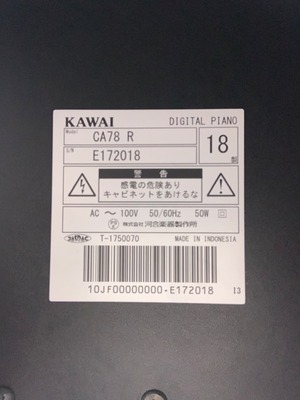 KAWAI DIGITAL PIANO
Model CA78 R
18
製
S/N E172018
警告
感電の危険あり
キャビネットをあけるな
AC ～ 100V 50/60Hz 50W 回
株式会社 河合楽器製作所
T-1750070 MADE IN INDONESIA
10JF00000000-E172018 I3